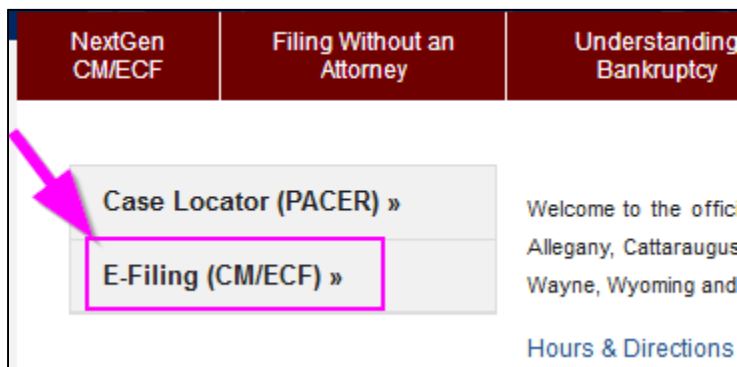 NextGen
CM/ECF
Filing Without an
Attorney
Understanding
Bankruptcy
Case Locator (PACER) »
E-Filing (CM/ECF) »
Welcome to the offici
Allegany, Cattaraugus
Wayne, Wyoming and
Hours & Directions